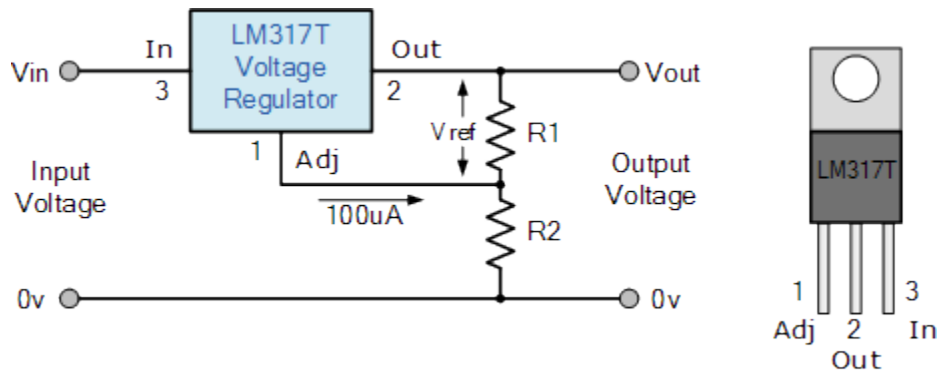 LM317T
Voltage
Regulator
In
3
Out
2
Vin
Vout
Vref
R1
1
Adj
100uA
R2
Input
Voltage
Output
Voltage
0v
0v
LM317T
1
3
Adj
2
In
Out